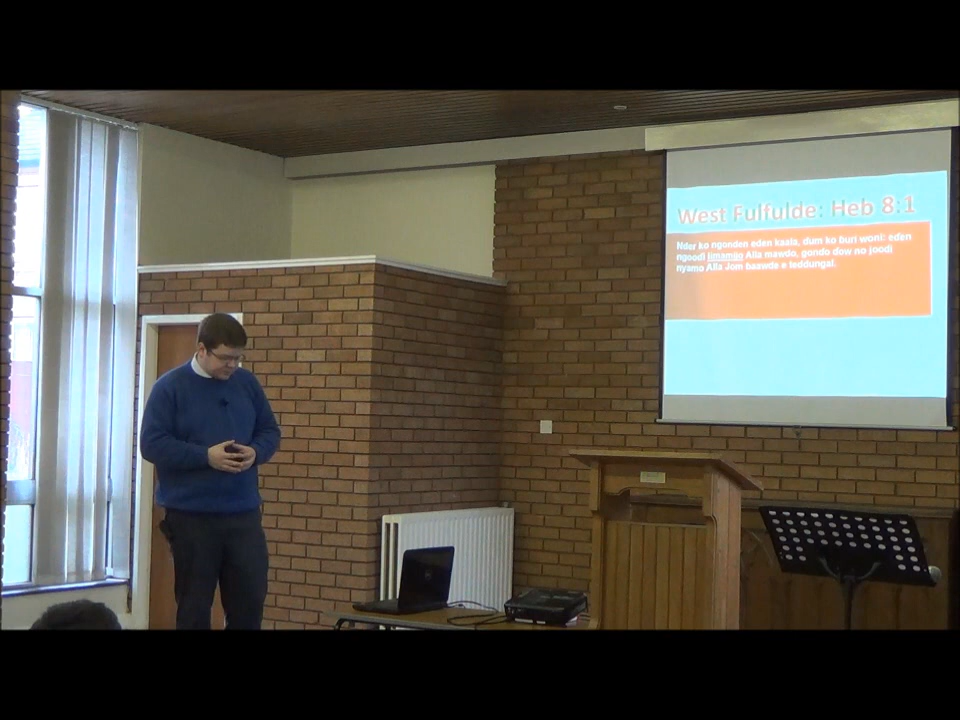 West Fulfulde: Heb 8:1
Nder ko ngonden eden kaala, dum ko buri woni: eden
ngoodi limamjo Alla mawdo, gondo dow no joodi
nyamo Alla Jom baawde e teddungal.